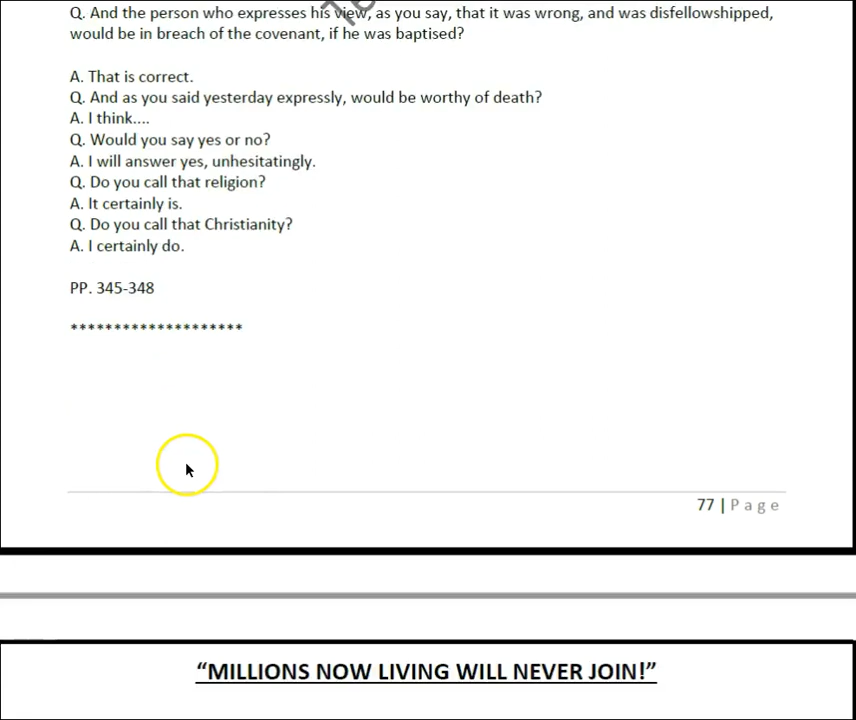 Q. And the person who expresses his view, as you say, that it was wrong, and was disfellowshipped,
would be in breach of the covenant, if he was baptised?
A. That is correct.
Q. And as you said yesterday expressly, would be worthy of death?
A. I think....
Q. Would you say yes or no?
A. I will answer yes, unhesitatingly.
Q. Do you call that religion?
A. It certainly is.
Q. Do you call that Christianity?
A. I certainly do.
PP. 345-348
********************
77 | Page
“MILLIONS NOW LIVING WILL NEVER JOIN!”